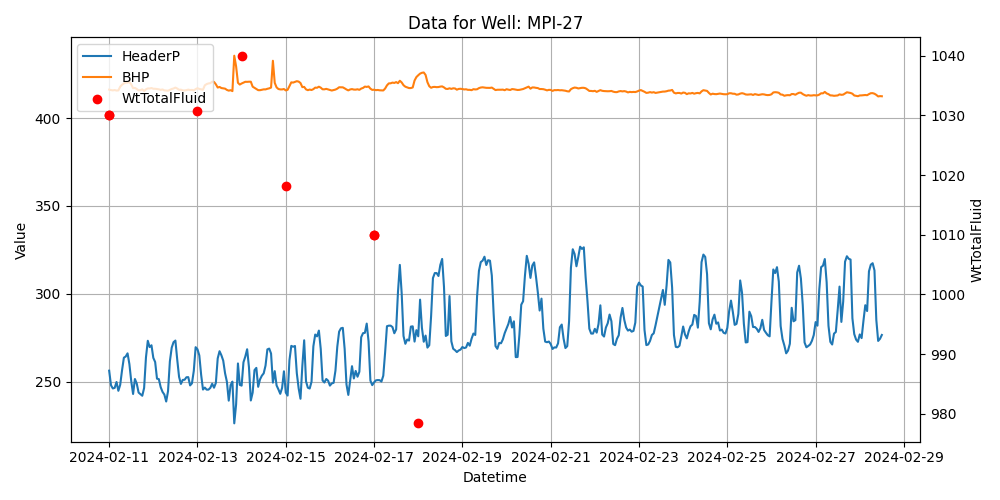 Data for Well: MPI-27
HeaderP
BHP
WtTotalFluid
400
350
300
250
Value
1040
1030
1020
1010
1000
990
980
WtTotalFluid
2024-02-11 2024-02-13 2024-02-15 2024-02-17 2024-02-19 2024-02-21 2024-02-23 2024-02-25 2024-02-27 2024-02-29
Datetime